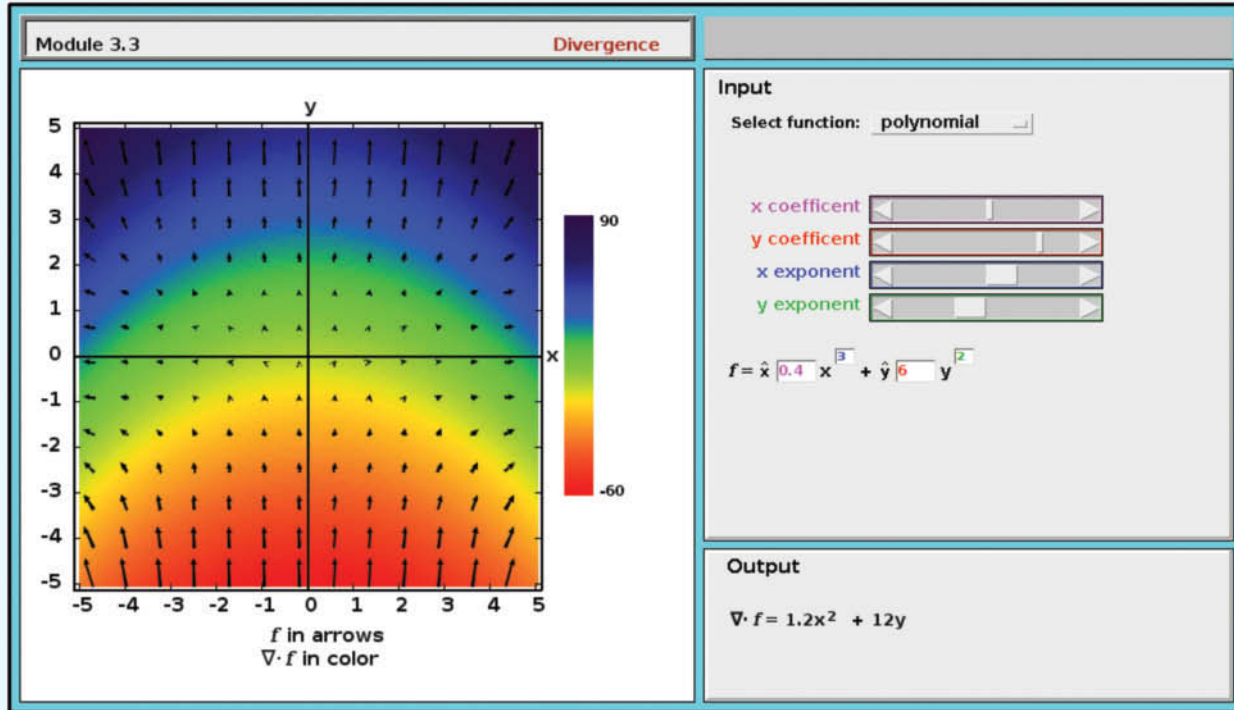 Module 3.3 Divergence
y
5
4
3
2
1
0
-1
-2
-3
-4
-5
x
-5 -4 -3 -2 -1 0 1 2 3 4 5
90
-60
f in arrows
∇· f in color
Input
Select function: polynomial
x coefficent
y coefficent
x exponent
y exponent
f = x̂ 0.4 x³ + ŷ 6 y²
Output
∇· f = 1.2x² + 12y